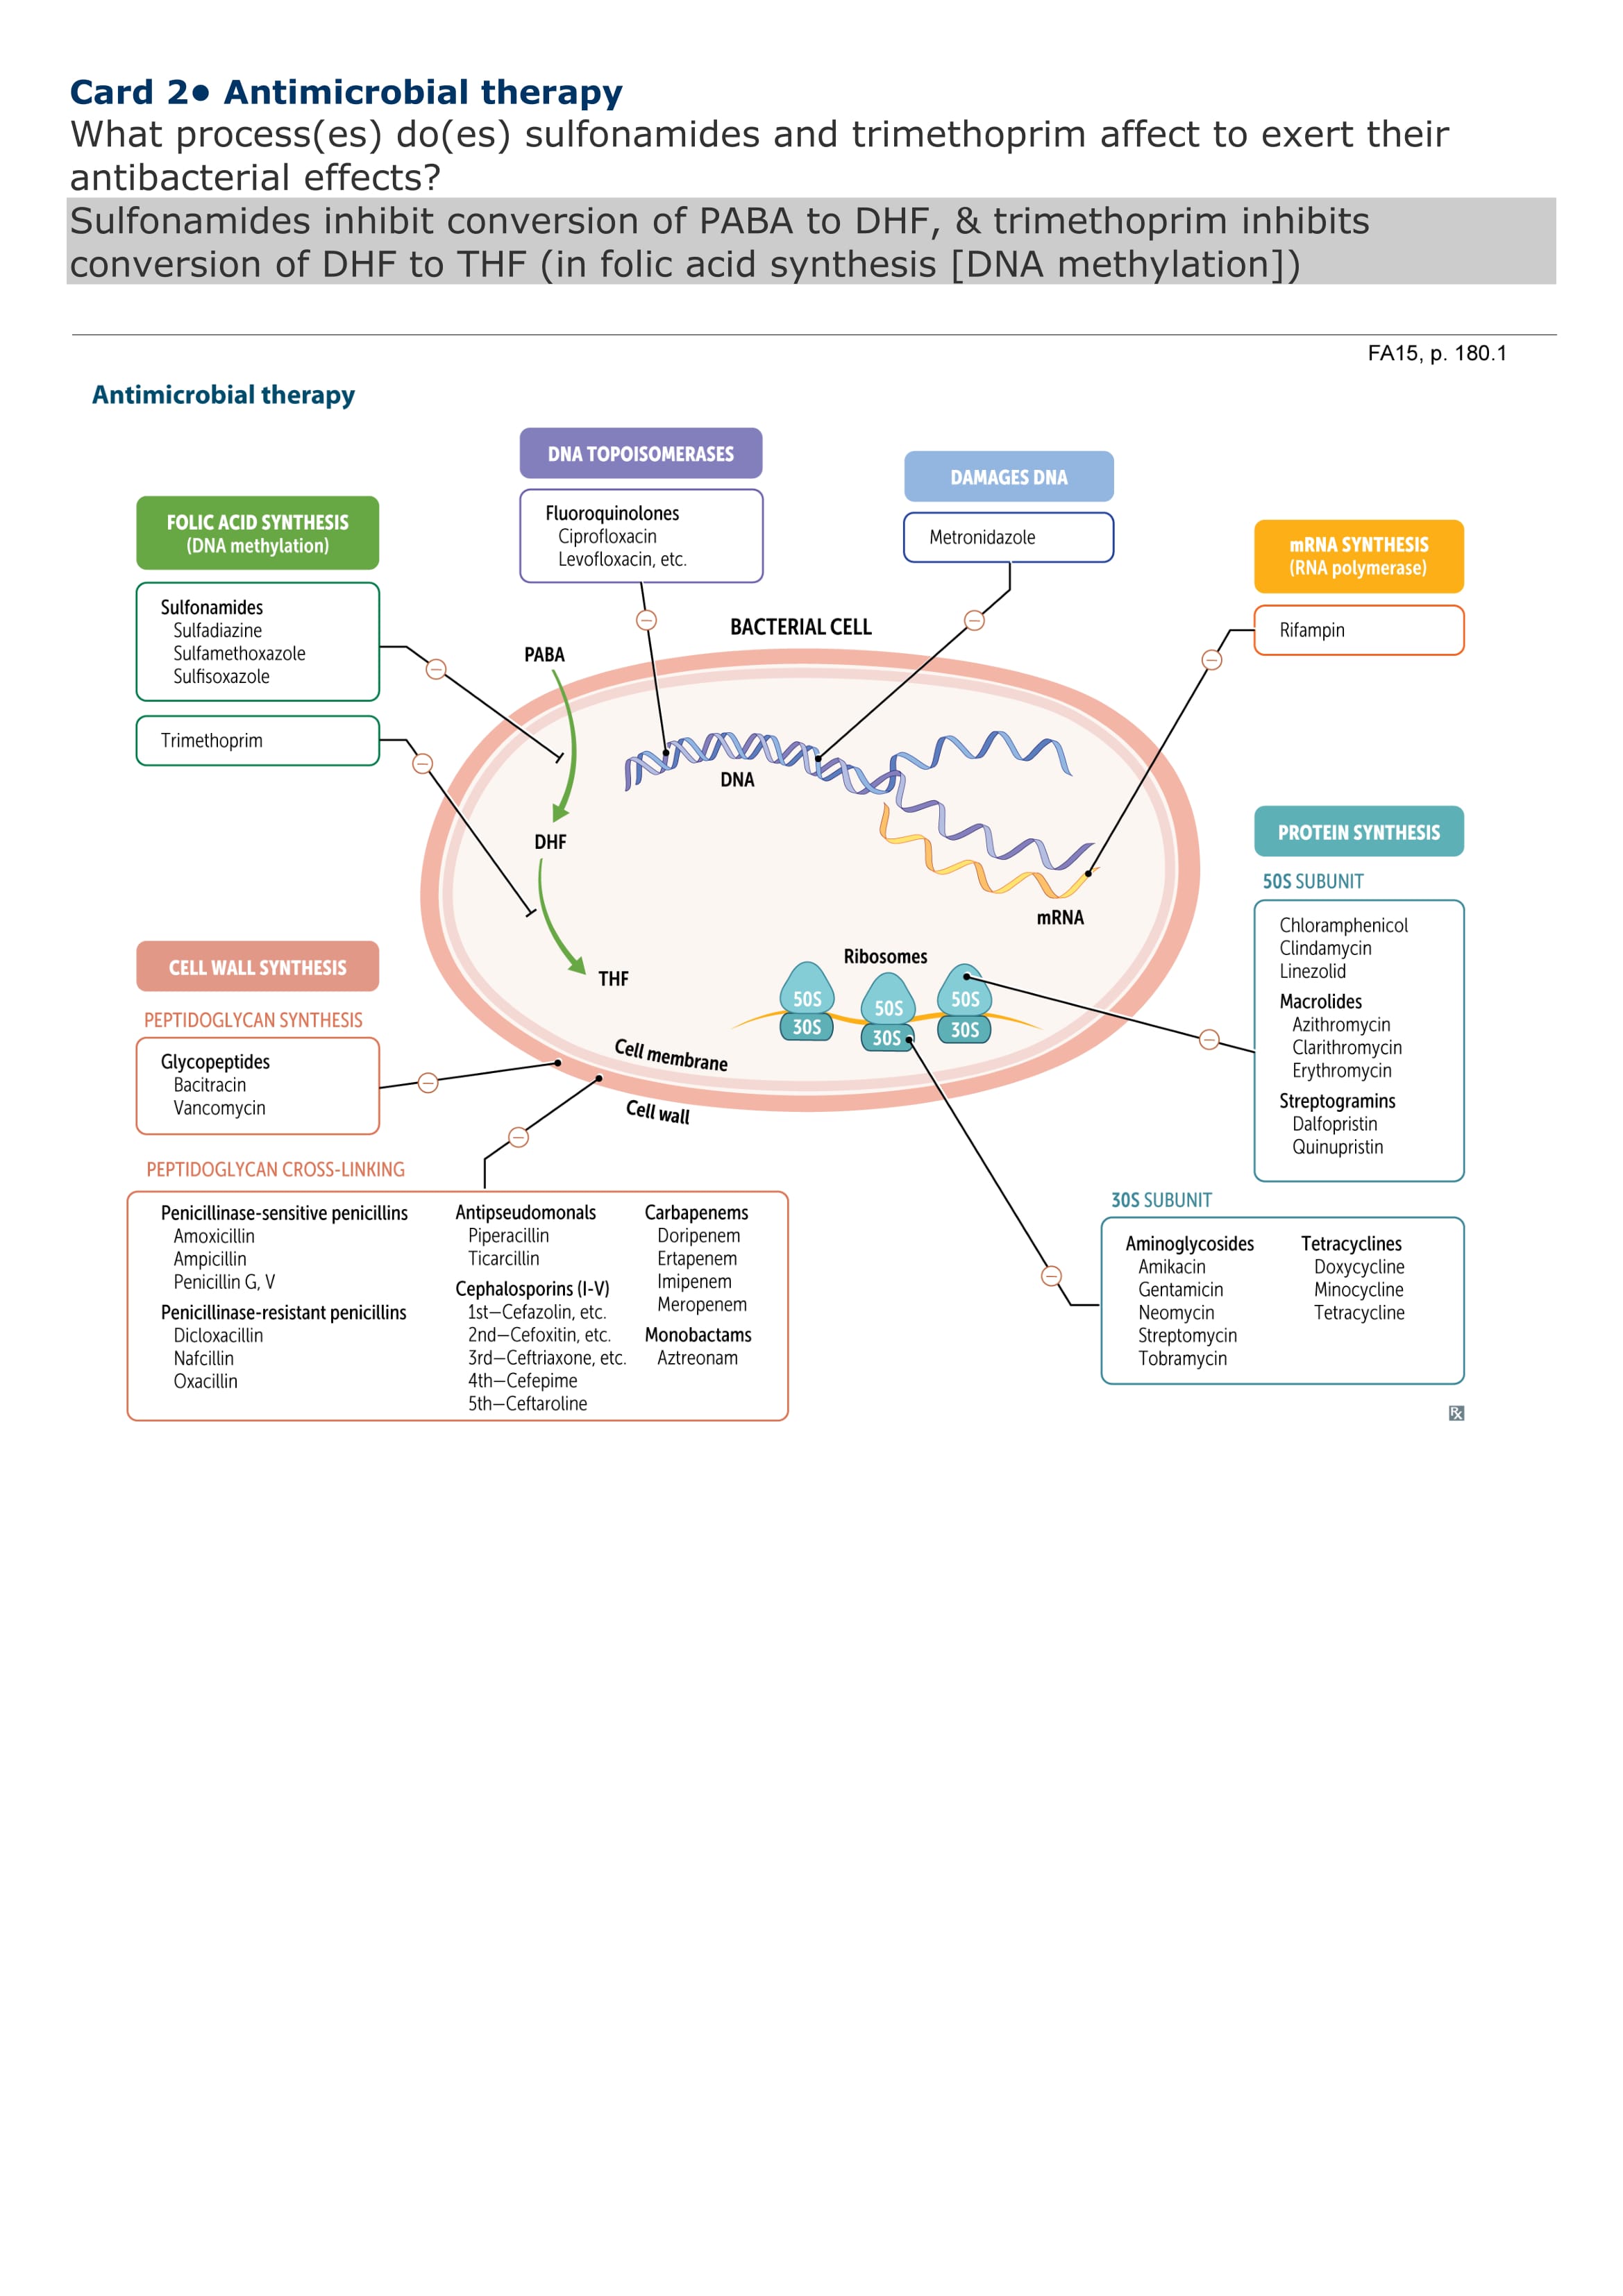 Card 2• Antimicrobial therapy
What process(es) do(es) sulfonamides and trimethoprim affect to exert their
antibacterial effects?
Sulfonamides inhibit conversion of PABA to DHF, & trimethoprim inhibits
conversion of DHF to THF (in folic acid synthesis [DNA methylation])
FA15, p. 180.1
Antimicrobial therapy
FOLIC ACID SYNTHESIS
(DNA methylation)
Sulfonamides
Sulfadiazine
Sulfamethoxazole
Sulfisoxazole
Trimethoprim
DNA TOPOISOMERASES
Fluoroquinolones
Ciprofloxacin
Levofloxacin, etc.
DAMAGES DNA
Metronidazole
mRNA SYNTHESIS
(RNA polymerase)
Rifampin
BACTERIAL CELL
PABA
DHF
THF
DNA
mRNA
Ribosomes
50S
30S
50S
30S
50S
30S
Cell membrane
Cell wall
PROTEIN SYNTHESIS
50S SUBUNIT
Chloramphenicol
Clindamycin
Linezolid
Macrolides
Azithromycin
Clarithromycin
Erythromycin
Streptogramins
Dalfopristin
Quinupristin
30S SUBUNIT
Aminoglycosides
Amikacin
Gentamicin
Neomycin
Streptomycin
Tobramycin
Tetracyclines
Doxycycline
Minocycline
Tetracycline
CELL WALL SYNTHESIS
PEPTIDOGLYCAN SYNTHESIS
Glycopeptides
Bacitracin
Vancomycin
PEPTIDOGLYCAN CROSS-LINKING
Penicillinase-sensitive penicillins
Amoxicillin
Ampicillin
Penicillin G, V
Penicillinase-resistant penicillins
Dicloxacillin
Nafcillin
Oxacillin
Antipseudomonals
Piperacillin
Ticarcillin
Cephalosporins (I-V)
1st—Cefazolin, etc.
2nd—Cefoxitin, etc.
3rd—Ceftriaxone, etc.
4th—Cefepime
5th—Ceftaroline
Carbapenems
Doripenem
Ertapenem
Imipenem
Meropenem
Monobactams
Aztreonam
Rx